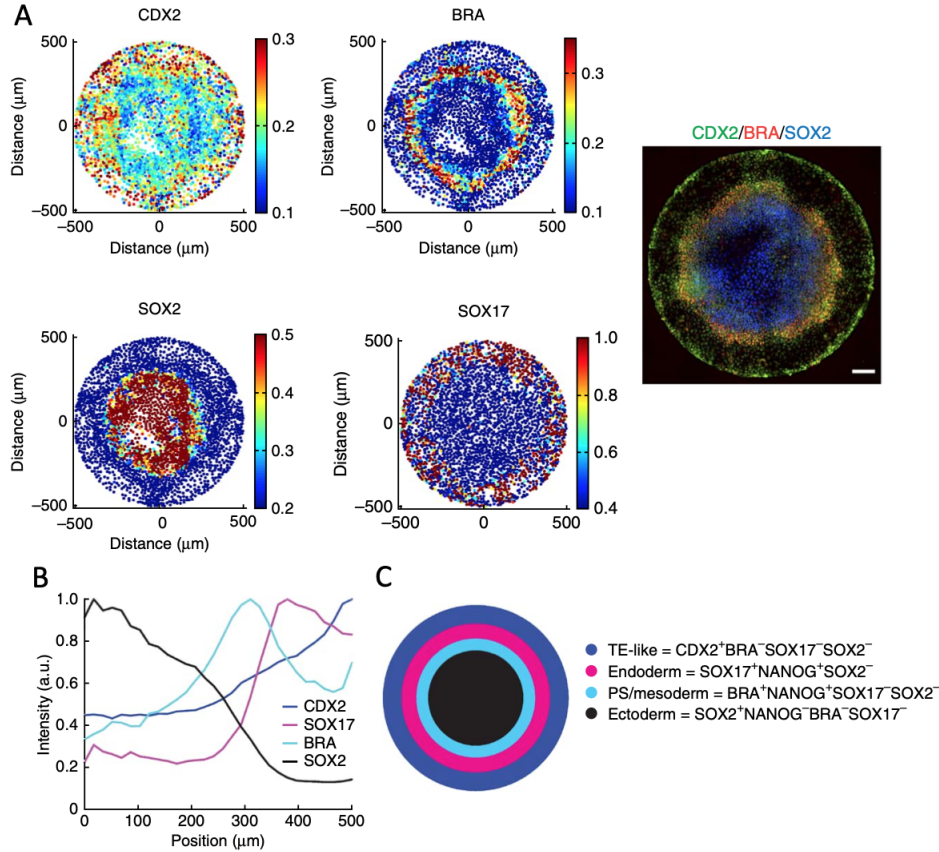 A
CDX2
500
0
−500
−500
0
500
Distance (μm)
Distance (μm)
0.3
0.2
0.1
BRA
500
0
−500
−500
0
500
Distance (μm)
Distance (μm)
0.3
0.2
0.1
CDX2/BRA/SOX2
SOX2
500
0
−500
−500
0
500
Distance (μm)
Distance (μm)
0.5
0.4
0.3
0.2
SOX17
500
0
−500
−500
0
500
Distance (μm)
Distance (μm)
1.0
0.8
0.6
0.4
B
1.0
0.8
0.6
0.4
0.2
0
Intensity (a.u.)
CDX2
SOX17
BRA
SOX2
0 100 200 300 400 500
Position (μm)
C
TE-like = CDX2⁺BRA⁻SOX17⁻SOX2⁻
Endoderm = SOX17⁺NANOG⁺SOX2⁻
PS/mesoderm = BRA⁺NANOG⁺SOX17⁻SOX2⁻
Ectoderm = SOX2⁺NANOG⁻BRA⁻SOX17⁻